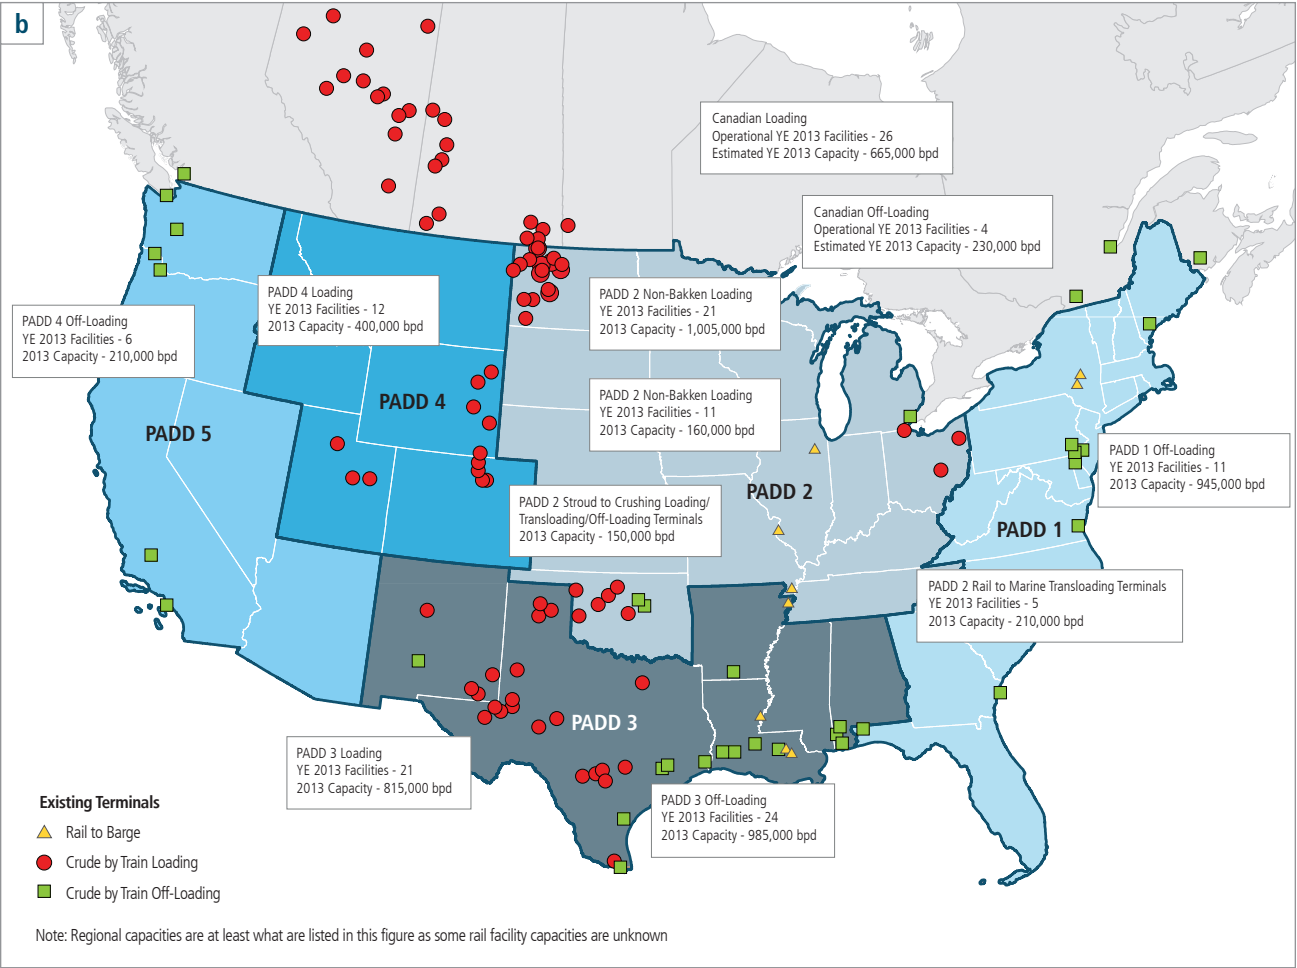 b
Canadian Loading
Operational YE 2013 Facilities - 26
Estimated YE 2013 Capacity - 665,000 bpd
Canadian Off-Loading
Operational YE 2013 Facilities - 4
Estimated YE 2013 Capacity - 230,000 bpd
PADD 4 Loading
YE 2013 Facilities - 12
2013 Capacity - 400,000 bpd
PADD 2 Non-Bakken Loading
YE 2013 Facilities - 21
2013 Capacity - 1,005,000 bpd
PADD 4 Off-Loading
YE 2013 Facilities - 6
2013 Capacity - 210,000 bpd
PADD 2 Non-Bakken Loading
YE 2013 Facilities - 11
2013 Capacity - 160,000 bpd
PADD 4
PADD 5
PADD 1 Off-Loading
YE 2013 Facilities - 11
2013 Capacity - 945,000 bpd
PADD 2
PADD 2 Stroud to Crushing Loading/
Transloading/Off-Loading Terminals
2013 Capacity - 150,000 bpd
PADD 1
PADD 2 Rail to Marine Transloading Terminals
YE 2013 Facilities - 5
2013 Capacity - 210,000 bpd
PADD 3
PADD 3 Loading
YE 2013 Facilities - 21
2013 Capacity - 815,000 bpd
PADD 3 Off-Loading
YE 2013 Facilities - 24
2013 Capacity - 985,000 bpd
Existing Terminals
Rail to Barge
Crude by Train Loading
Crude by Train Off-Loading
Note: Regional capacities are at least what are listed in this figure as some rail facility capacities are unknown